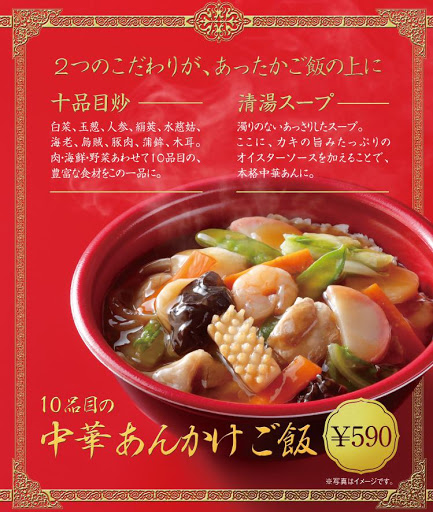 2つのこだわりが、あったかご飯の上に
十品目炒
白菜、玉葱、人参、絹莢、水慈姑、
海老、烏賊、豚肉、蒲鉾、木耳。
肉・海鮮・野菜あわせて10品目の、
豊富な食材をこの一品に。
清湯スープ
濁りのないあっさりしたスープ。
ここに、カキの旨みたっぷりの
オイスターソースを加えることで、
本格中華あんに。
10品目の
中華あんかけご飯
¥590
※写真はイメージです。